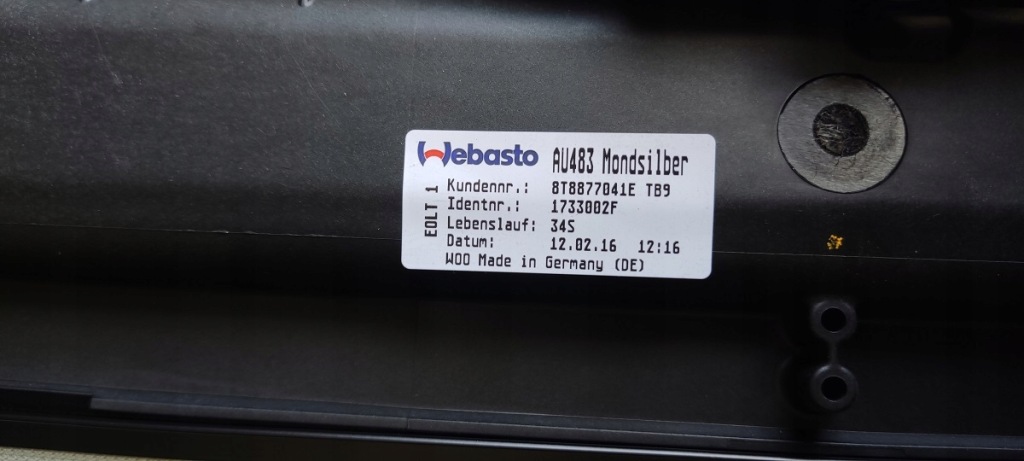 Webasto AU483 Mondsilber
EOLT 1
Kundennr.: 8T8877041E TB9
Identnr.: 1733002F
Lebenslauf: 34S
Datum: 12.02.16 12:16
WOO Made in Germany (DE)